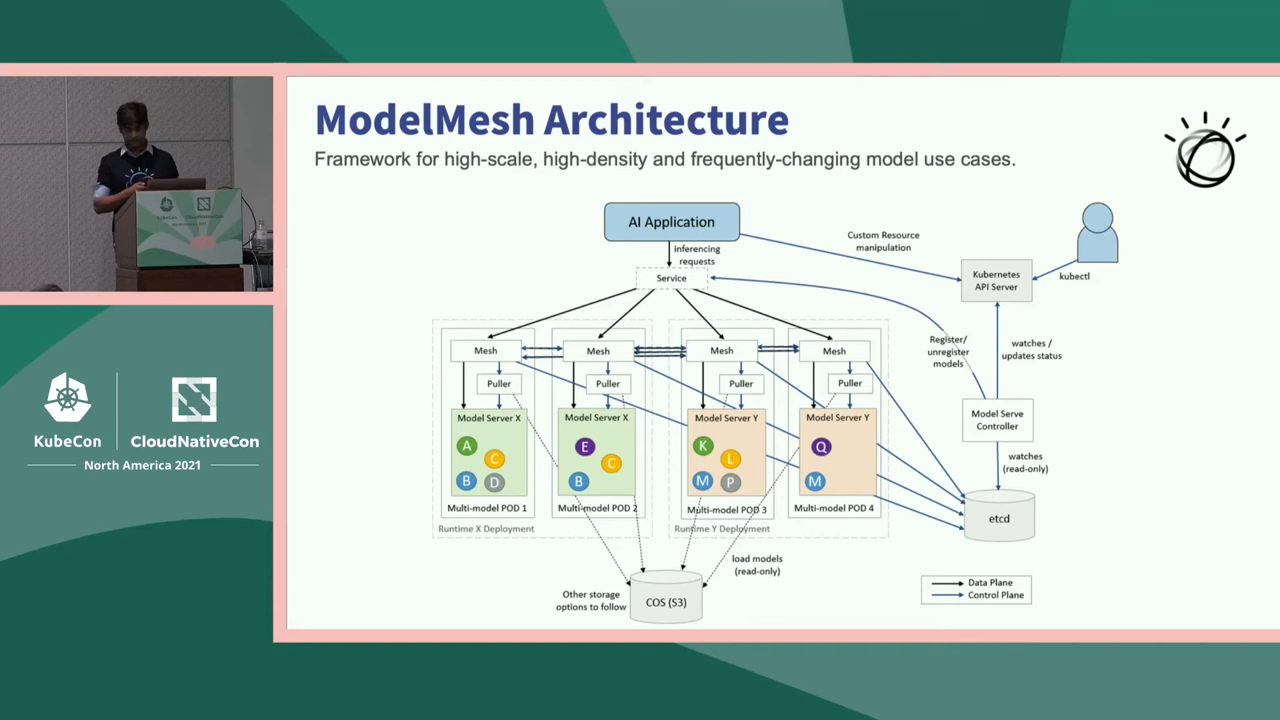 ModelMesh Architecture
Framework for high-scale, high-density and frequently-changing model use cases.
AI Application
inferencing
requests
Service
Custom Resource
manipulation
Kubernetes
API Server
kubectl
Register/
unregister
models
watches /
updates status
Model Serve
Controller
watches
(read-only)
etcd
Mesh
Mesh
Mesh
Mesh
Puller
Puller
Puller
Puller
Model Server X
A
C
B
D
Multi-model POD 1
Model Server X
E
C
B
Multi-model POD 2
Runtime X Deployment
Model Server Y
K
L
M
P
Multi-model POD 3
Model Server Y
Q
M
Multi-model POD 4
Runtime Y Deployment
load models
(read-only)
Other storage
options to follow
COS (S3)
Data Plane
Control Plane
KubeCon
CloudNativeCon
North America 2021
KubeCon
CloudNativeCon